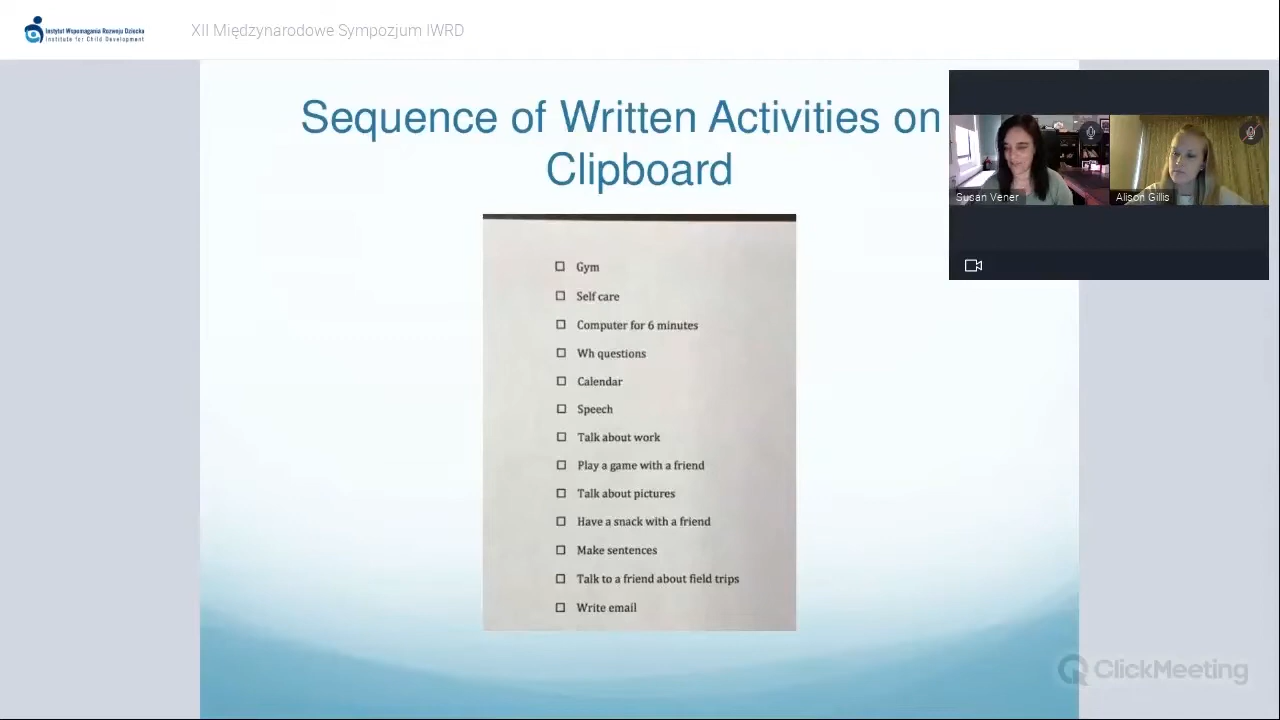 Instytut Wspomagania Rozwoju Dziecka
Institute for Child Development
XII Międzynarodowe Sympozjum IWRD
Sequence of Written Activities on
Clipboard
Susan Vener
Alison Gillis
Gym
Self care
Computer for 6 minutes
Wh questions
Calendar
Speech
Talk about work
Play a game with a friend
Talk about pictures
Have a snack with a friend
Make sentences
Talk to a friend about field trips
Write email
ClickMeeting